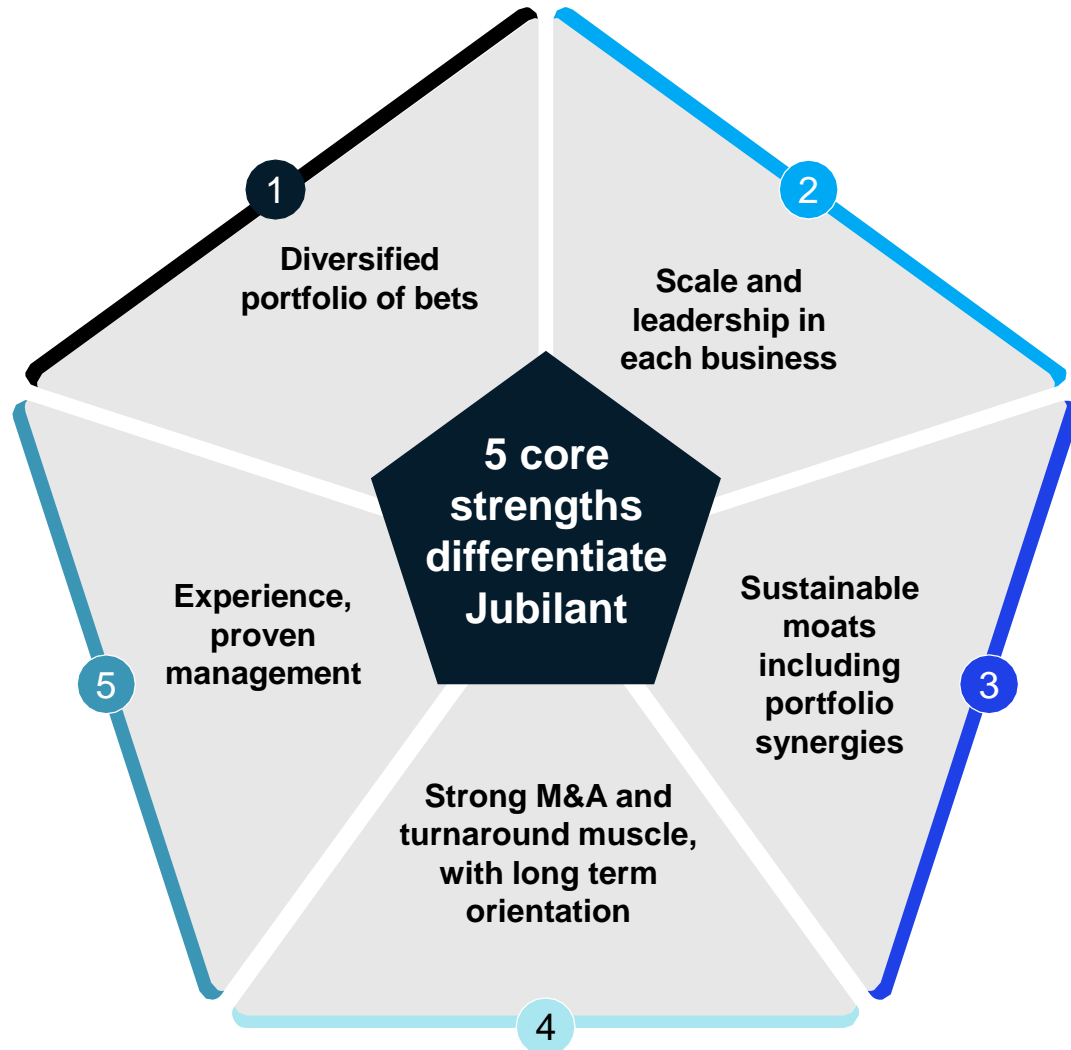 1
Diversified
portfolio of bets
2
Scale and
leadership in
each business
5 core
strengths
differentiate
Jubilant
3
Sustainable
moats
including
portfolio
synergies
4
Strong M&A and
turnaround muscle,
with long term
orientation
5
Experience,
proven
management